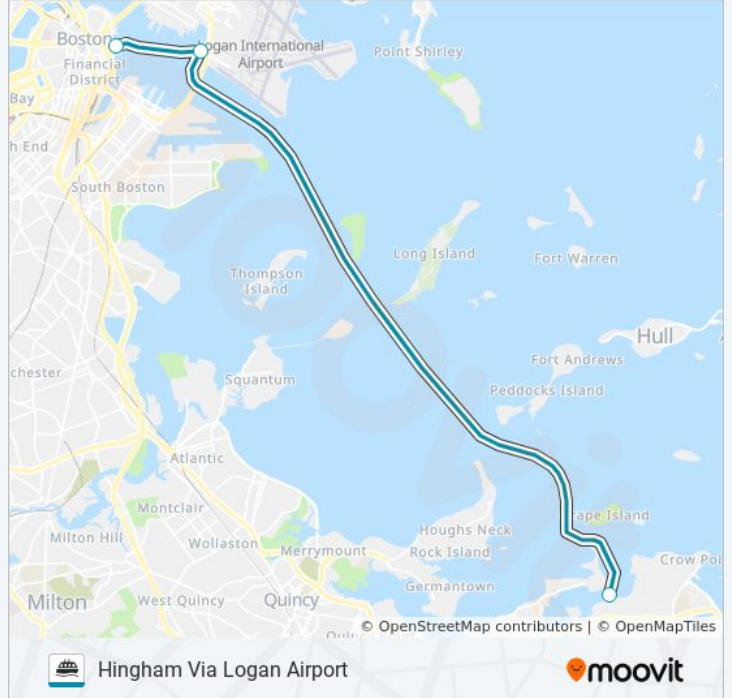 Boston
Logan International
Airport
Point Shirley
Financial
District
Bay
h End
South Boston
Long Island
Fort Warren
Thompson
Island
Hull
Fort Andrews
chester
Squantum
Peddocks Island
Atlantic
Montclair
rape Island
Houghs Neck
Milton Hill
Wollaston
Merrymount
Rock Island
Crow Poi
Germantown
Milton
West Quincy
Quincy
© OpenStreetMap contributors | © OpenMapTiles
Hingham Via Logan Airport
moovit